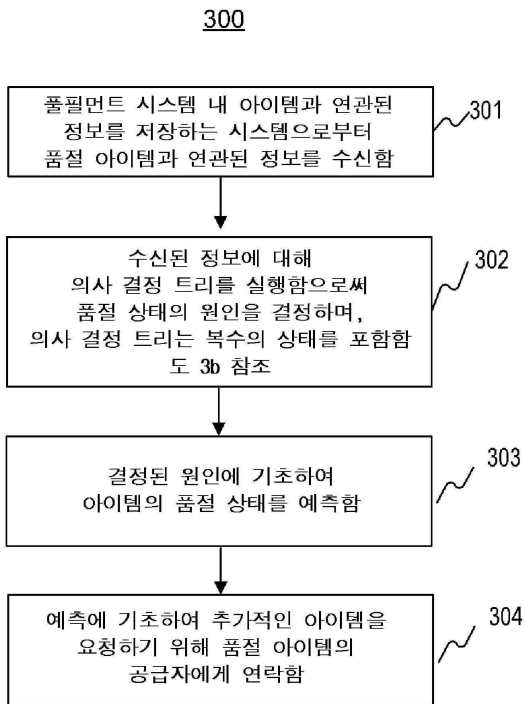 300
풀필먼트 시스템 내 아이템과 연관된
정보를 저장하는 시스템으로부터
품절 아이템과 연관된 정보를 수신함
301
수신된 정보에 대해
의사 결정 트리를 실행함으로써
품절 상태의 원인을 결정하며,
의사 결정 트리는 복수의 상태를 포함함
도 3b 참조
302
결정된 원인에 기초하여
아이템의 품절 상태를 예측함
303
예측에 기초하여 추가적인 아이템을
요청하기 위해 품절 아이템의
공급자에게 연락함
304